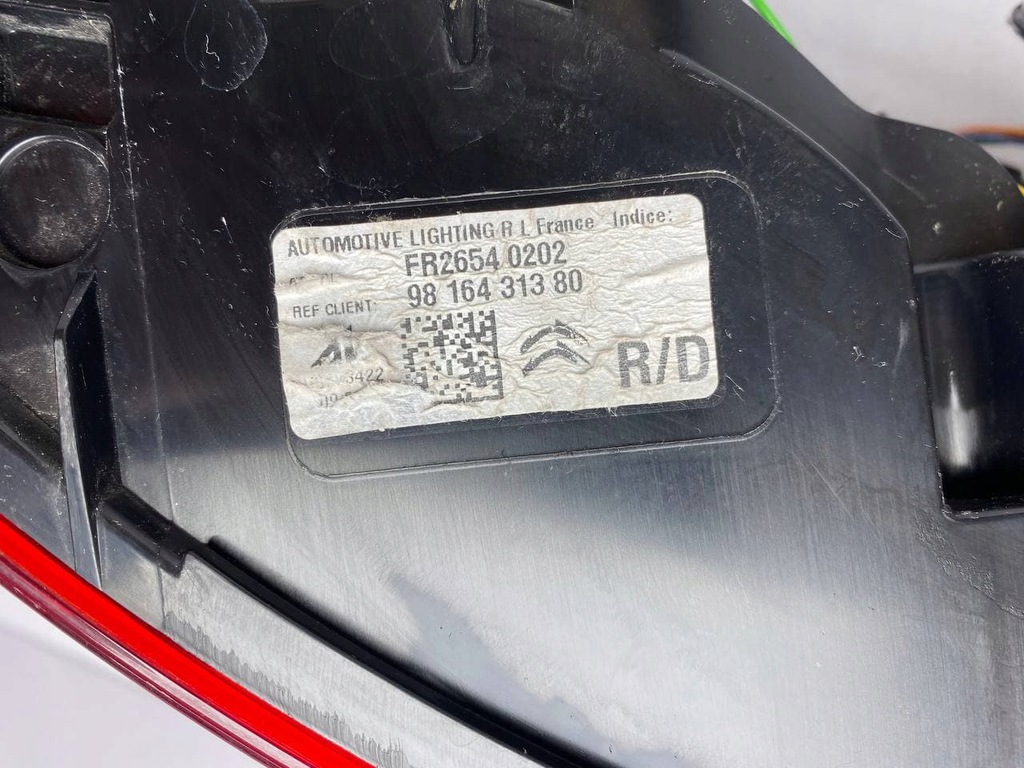 AUTOMOTIVE LIGHTING R L France Indice:
FR2654 0202
REF CLIENT: 98 164 313 80
R/D